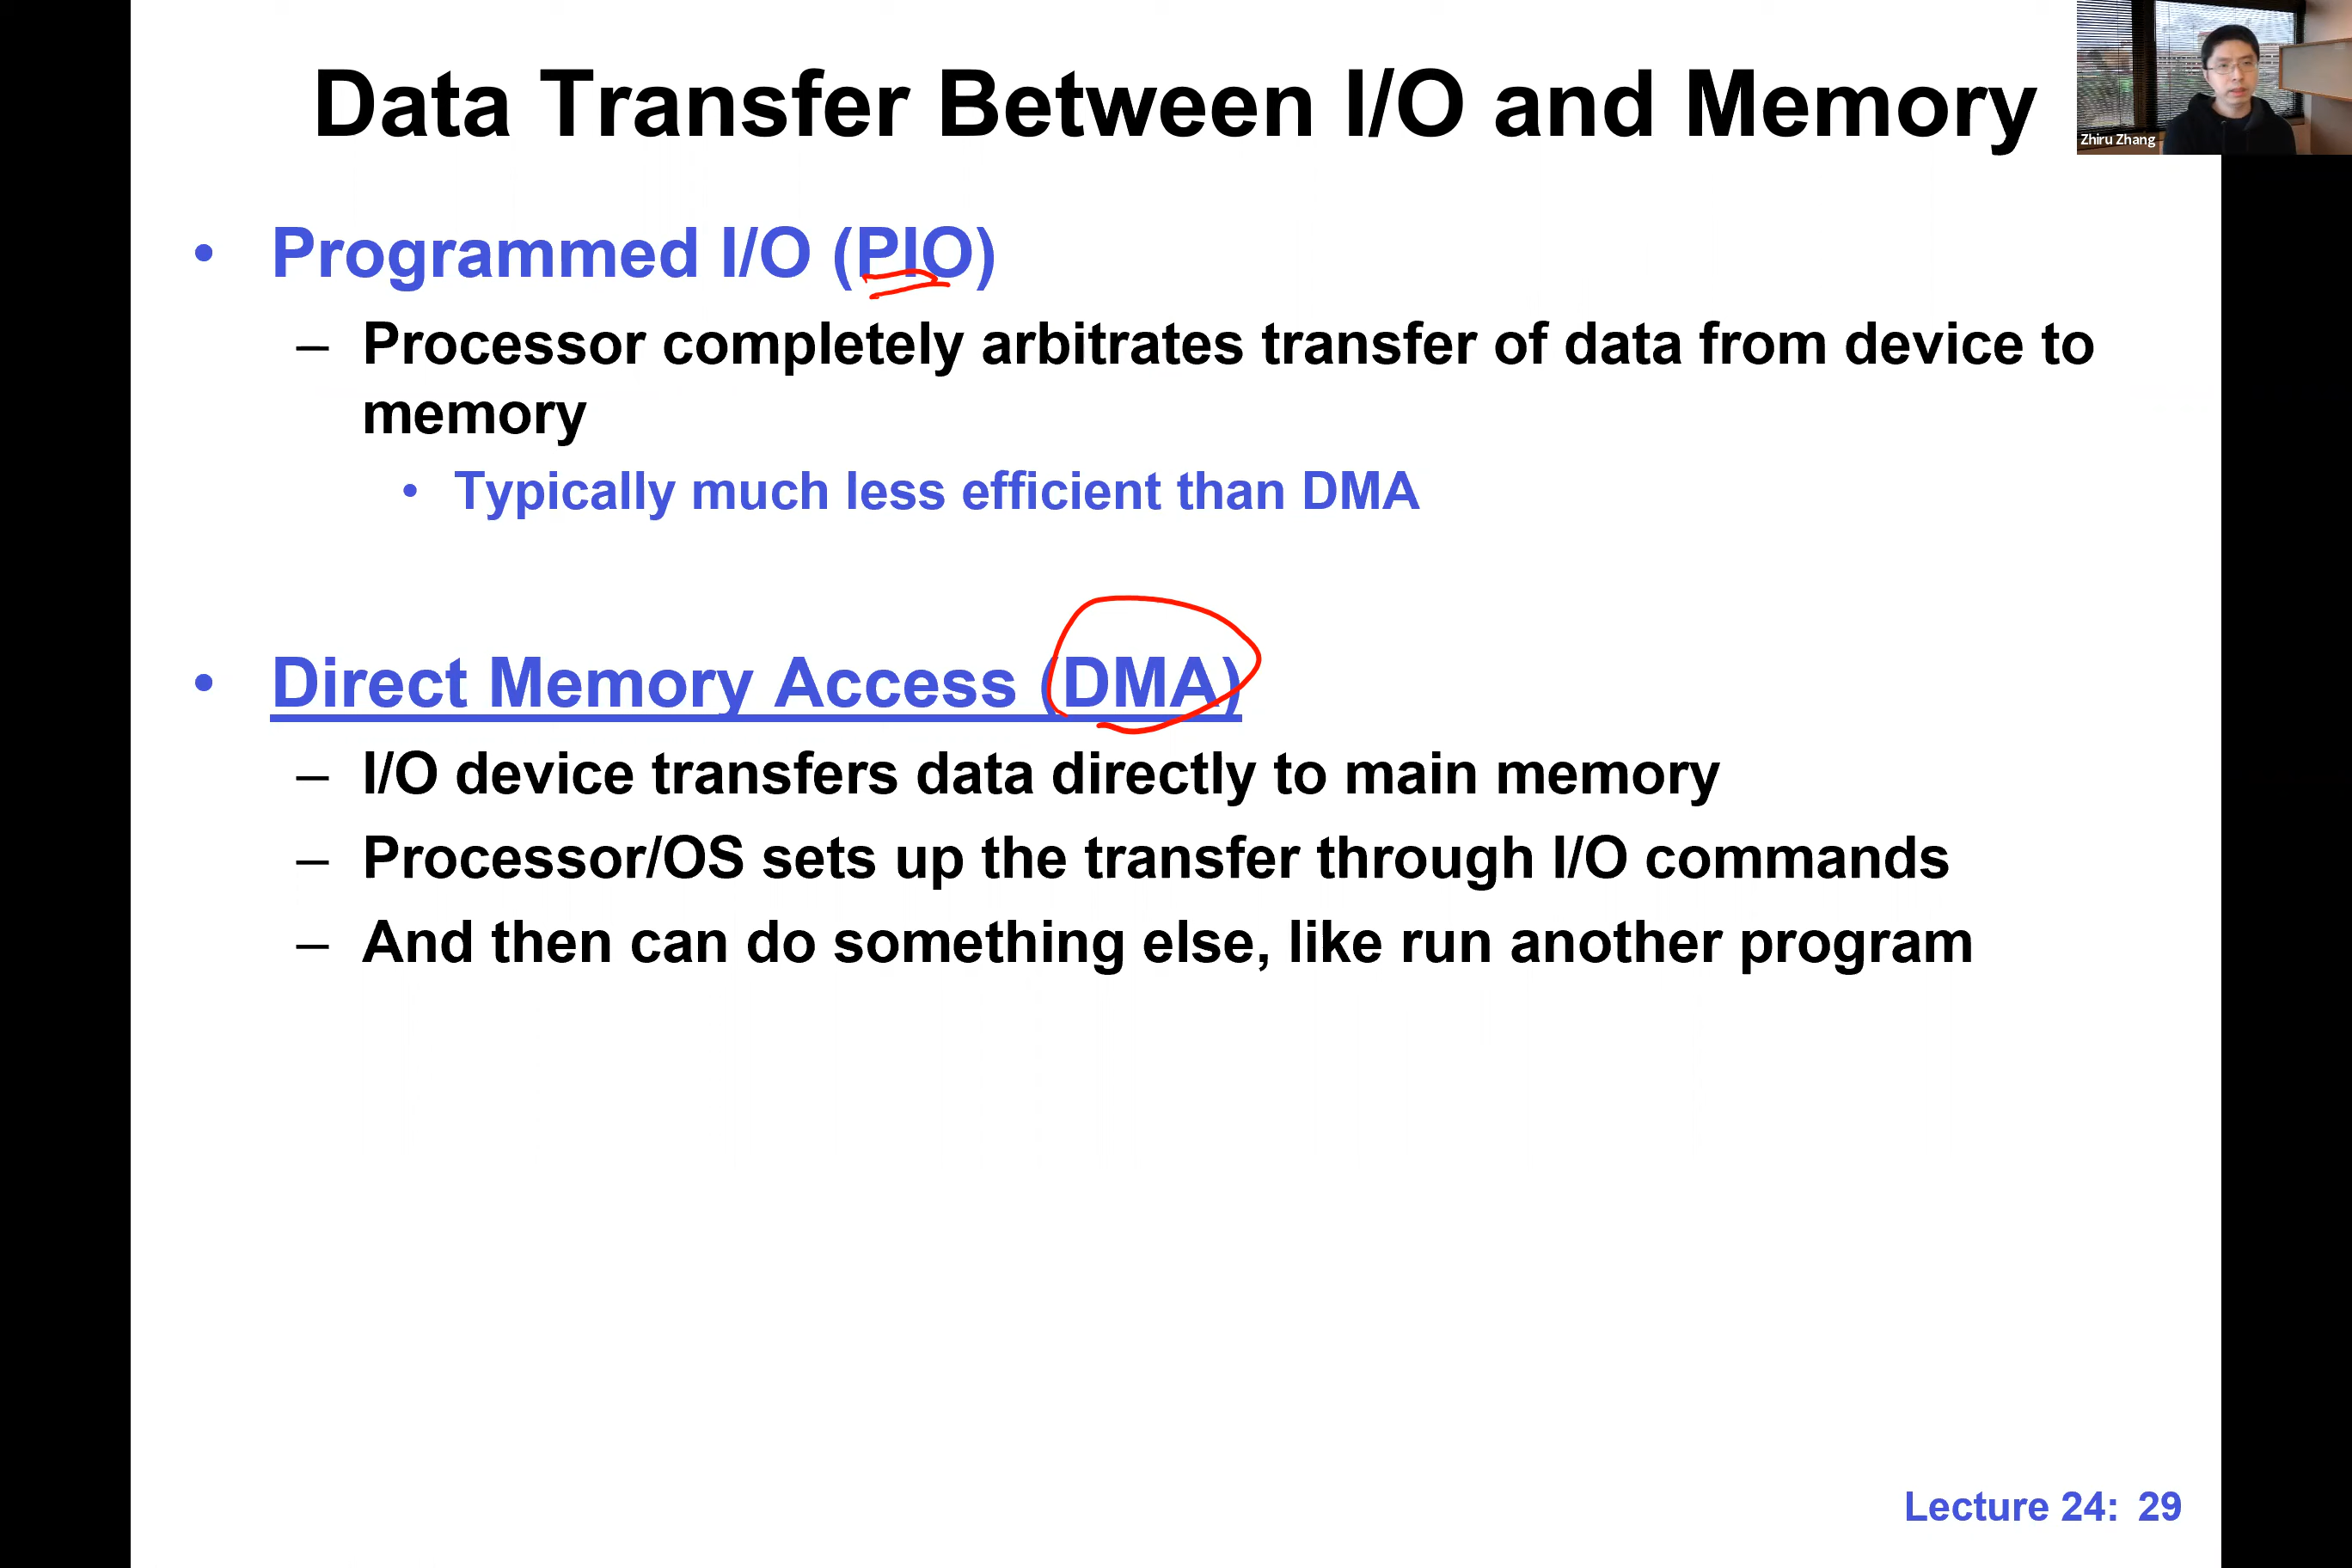 Data Transfer Between I/O and Memory
Zhiru Zhang
• Programmed I/O (PIO)
– Processor completely arbitrates transfer of data from device to
memory
• Typically much less efficient than DMA
• Direct Memory Access (DMA)
– I/O device transfers data directly to main memory
– Processor/OS sets up the transfer through I/O commands
– And then can do something else, like run another program
Lecture 24: 29